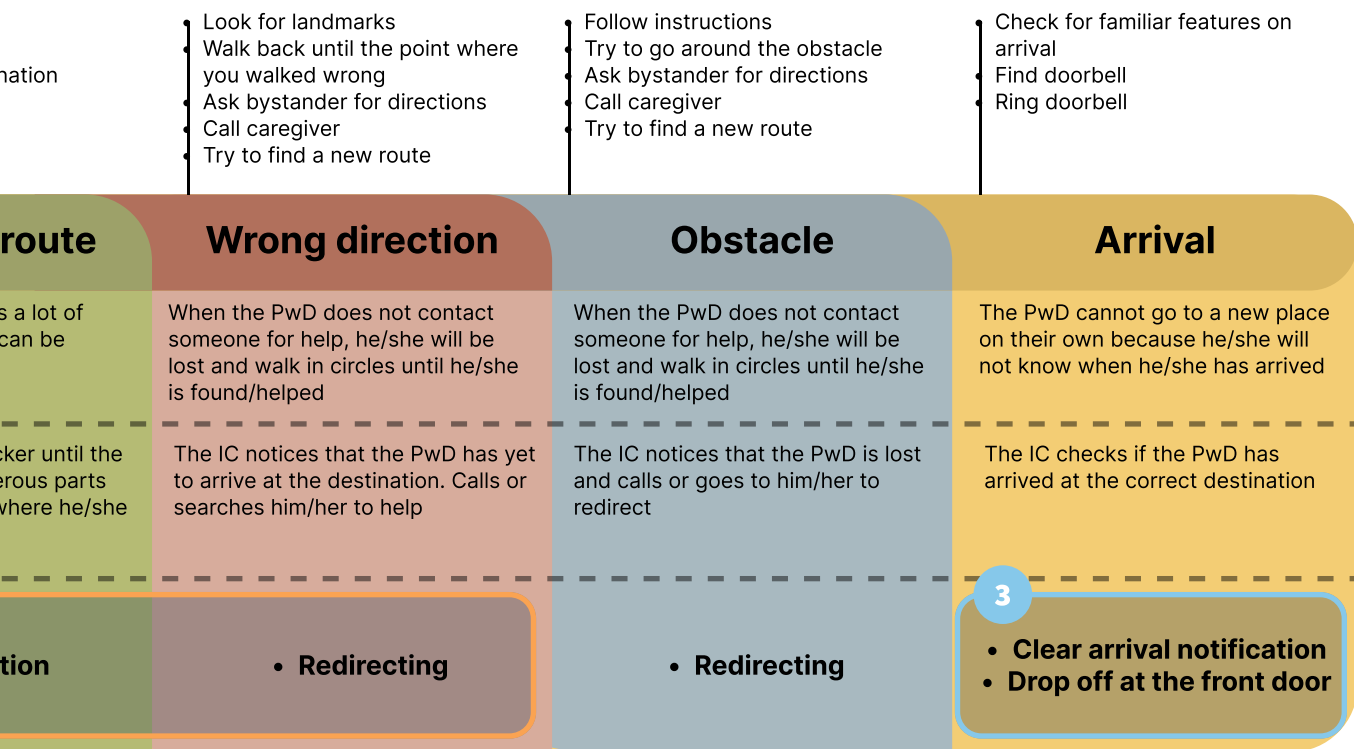 nation
• Look for landmarks
• Walk back until the point where
you walked wrong
• Ask bystander for directions
• Call caregiver
• Try to find a new route
• Follow instructions
• Try to go around the obstacle
• Ask bystander for directions
• Call caregiver
• Try to find a new route
• Check for familiar features on
arrival
• Find doorbell
• Ring doorbell
route
Wrong direction
Obstacle
Arrival
s a lot of
can be
When the PwD does not contact
someone for help, he/she will be
lost and walk in circles until he/she
is found/helped
When the PwD does not contact
someone for help, he/she will be
lost and walk in circles until he/she
is found/helped
The PwD cannot go to a new place
on their own because he/she will
not know when he/she has arrived
cker until the
erous parts
where he/she
The IC notices that the PwD has yet
to arrive at the destination. Calls or
searches him/her to help
The IC notices that the PwD is lost
and calls or goes to him/her to
redirect
The IC checks if the PwD has
arrived at the correct destination
tion
• Redirecting
• Redirecting
3
• Clear arrival notification
• Drop off at the front door